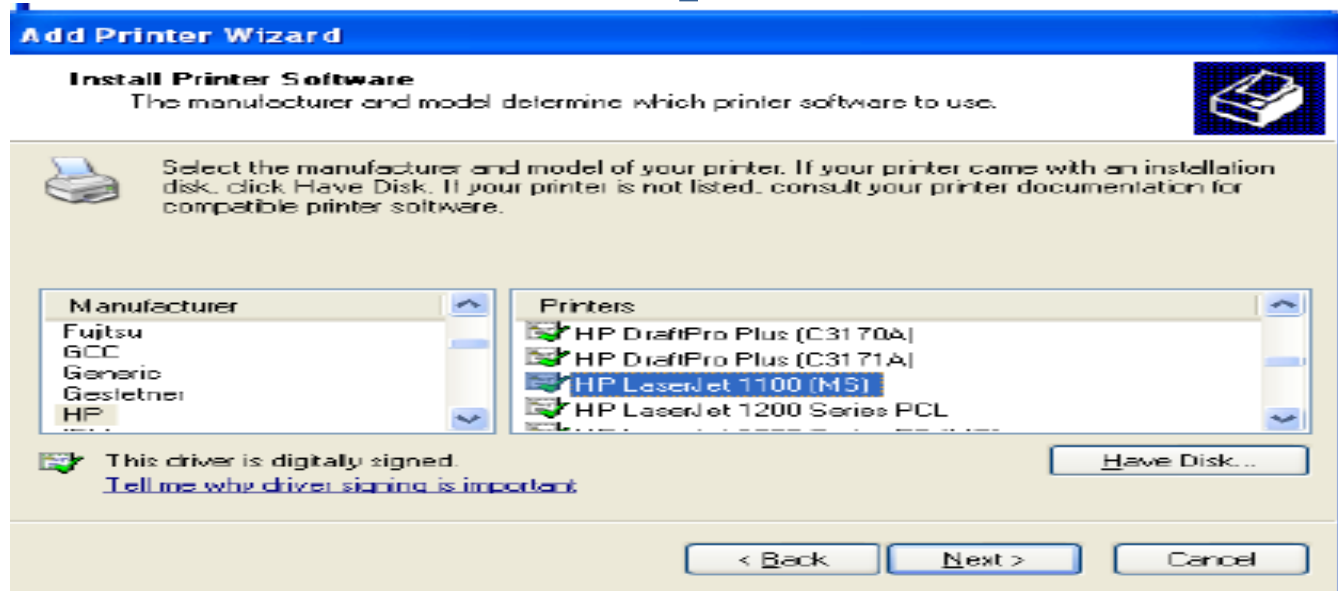 Add Printer Wizard
Install Printer Software
The manufacturer and model determine which printer software to use.
Select the manufacturer and model of your printer. If your printer came with an installation
disk, click Have Disk. If your printer is not listed, consult your printer documentation for
compatible printer software.
Manufacturer
Fujitsu
GCC
Generic
Gestetner
HP
Printers
HP DraftPro Plus (C3170A)
HP DraftPro Plus (C3171A)
HP LaserJet 1100 (MS)
HP LaserJet 1200 Series PCL
This driver is digitally signed.
Tell me why driver signing is important
Have Disk...
< Back
Next >
Cancel